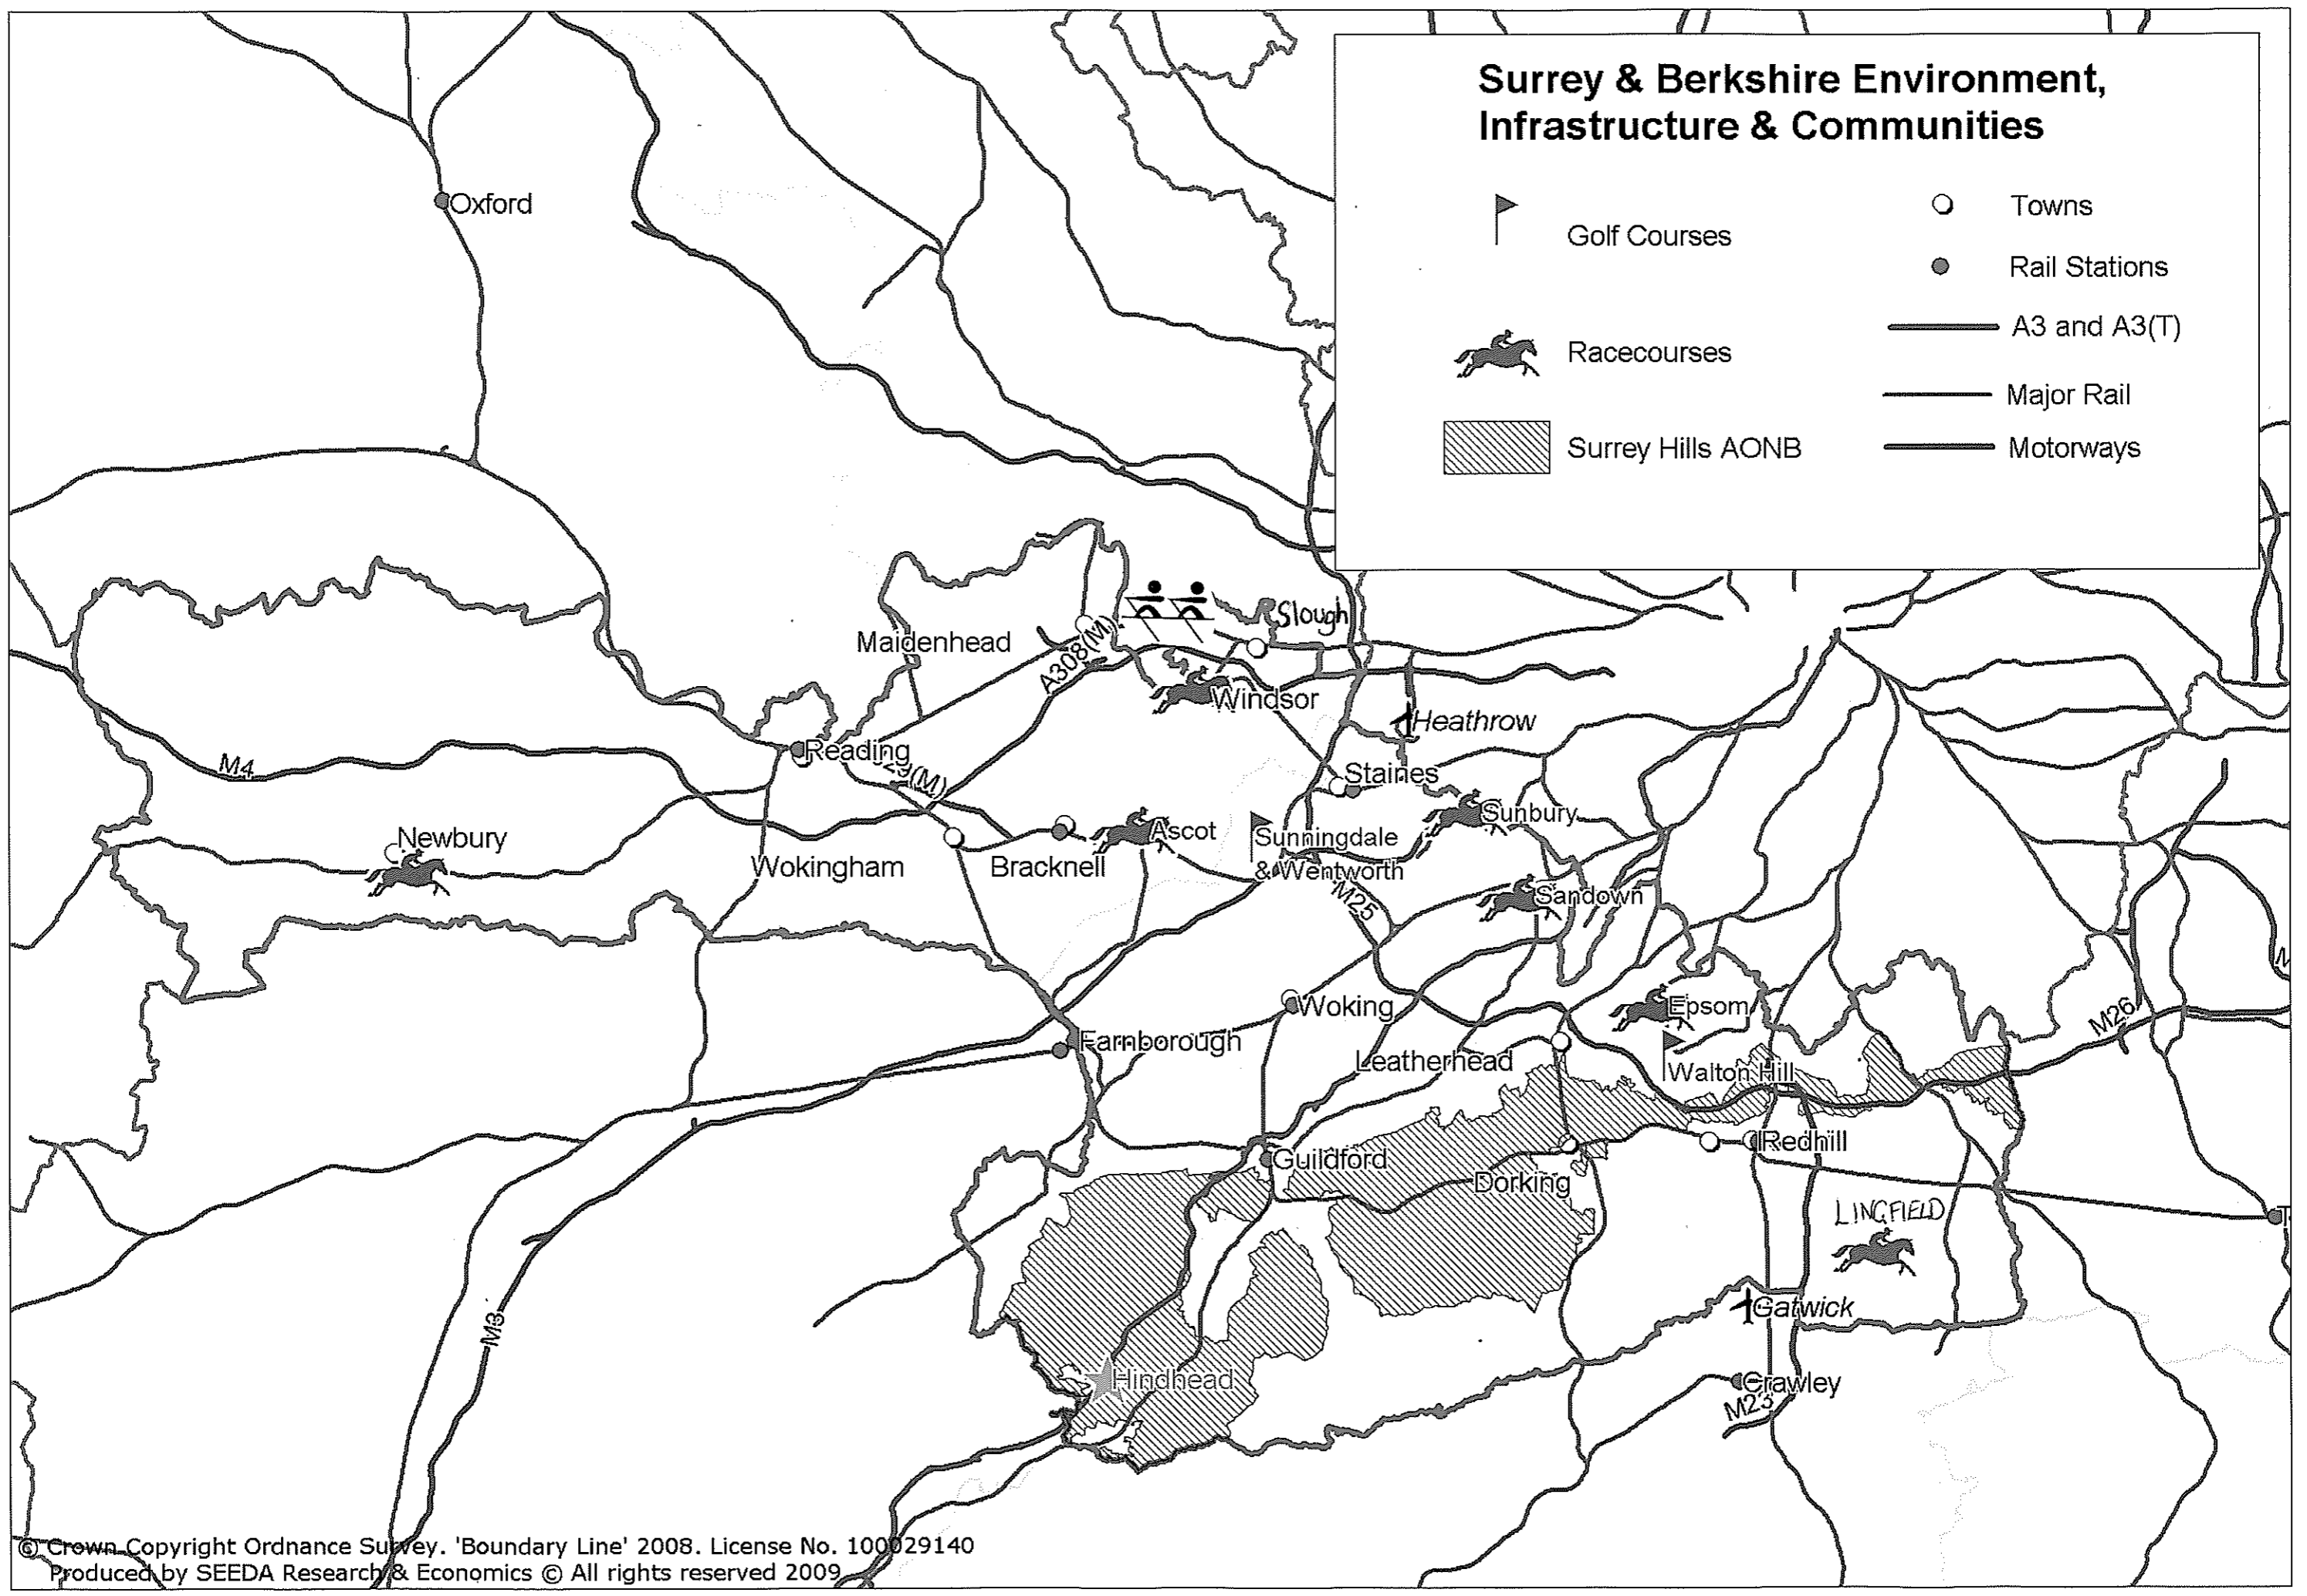 Surrey & Berkshire Environment,
Infrastructure & Communities
Golf Courses
Towns
Rail Stations
Racecourses
A3 and A3(T)
Major Rail
Surrey Hills AONB
Motorways
Oxford
Slough
Maidenhead
A308(M)
Windsor
Heathrow
Reading
29(M)
M4
Staines
Sunbury
Newbury
Ascot
Sunningdale
& Wentworth
Wokingham
Bracknell
M25
Sandown
Woking
Epsom
M26
Farnborough
Leatherhead
Walton Hill
Redhill
Guildford
Dorking
LINGFIELD
Gatwick
M3
Hindhead
Crawley
M23
© Crown Copyright Ordnance Survey. 'Boundary Line' 2008. License No. 100029140
Produced by SEEDA Research & Economics © All rights reserved 2009